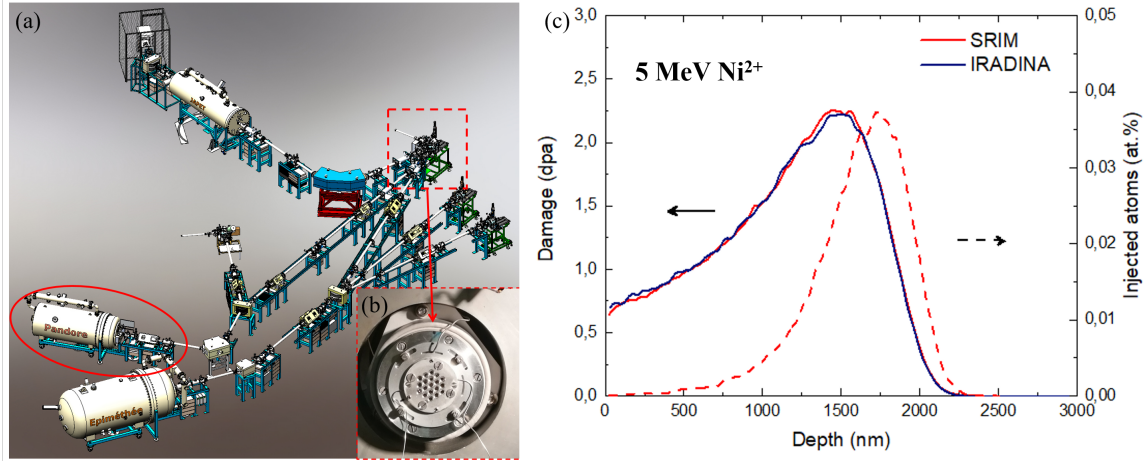 (a)
JAPET
Pandore
Epiméthée
(b)
(c)
5 MeV Ni²⁺
SRIM
IRADINA
Damage (dpa)
3,0
2,5
2,0
1,5
1,0
0,5
0,0
0
500
1000
1500
2000
2500
3000
Depth (nm)
0,05
0,04
0,03
0,02
0,01
0,00
Injected atoms (at.%)